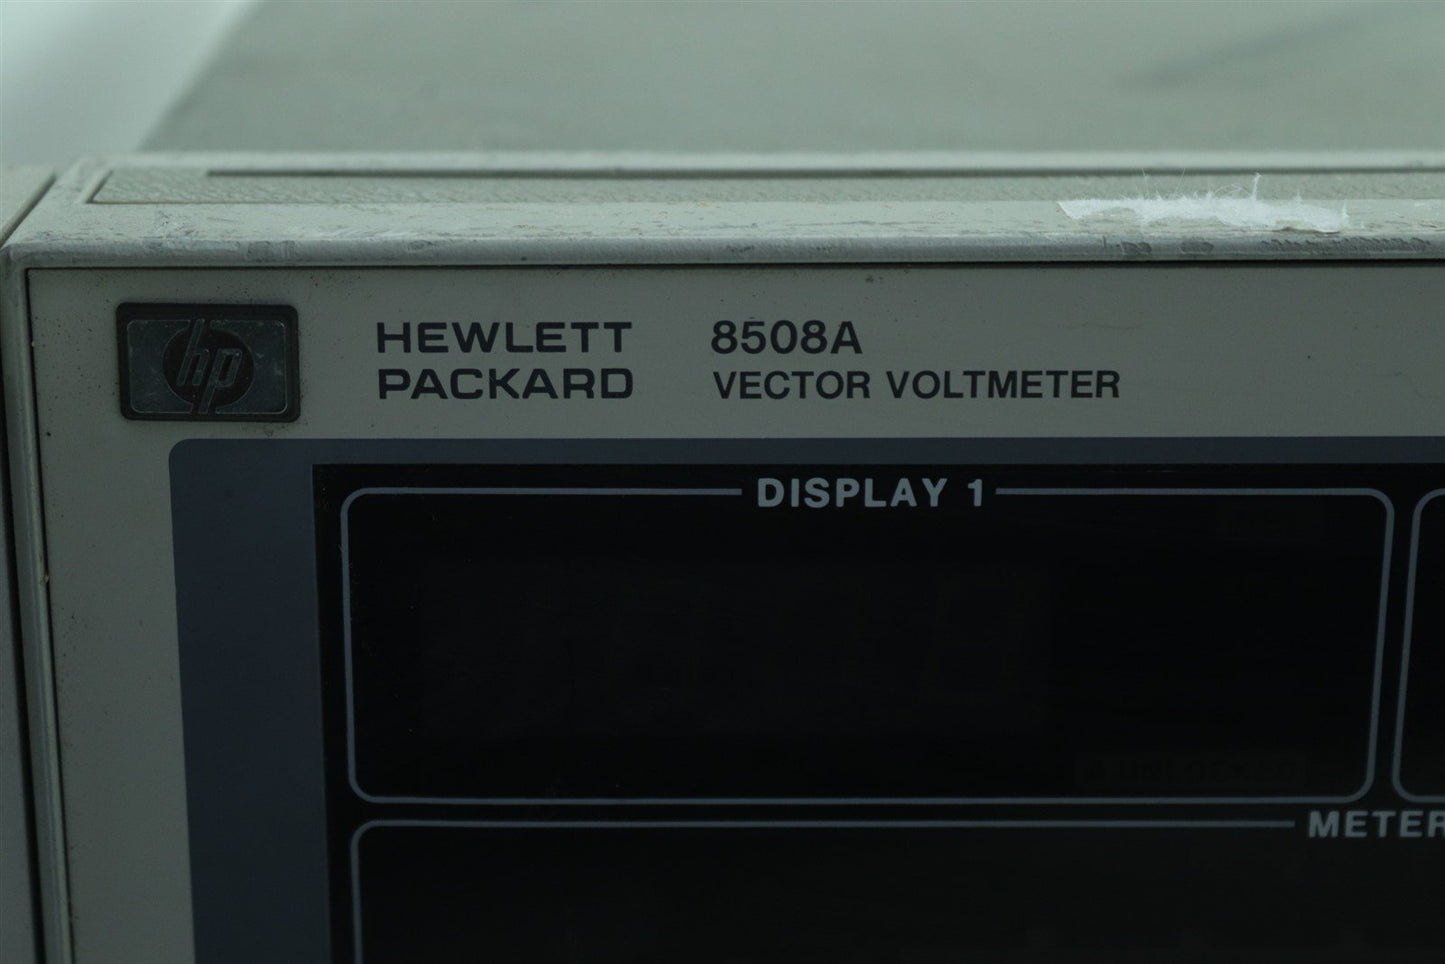 hp
HEWLETT
PACKARD
8508A
VECTOR VOLTMETER
DISPLAY 1
METER